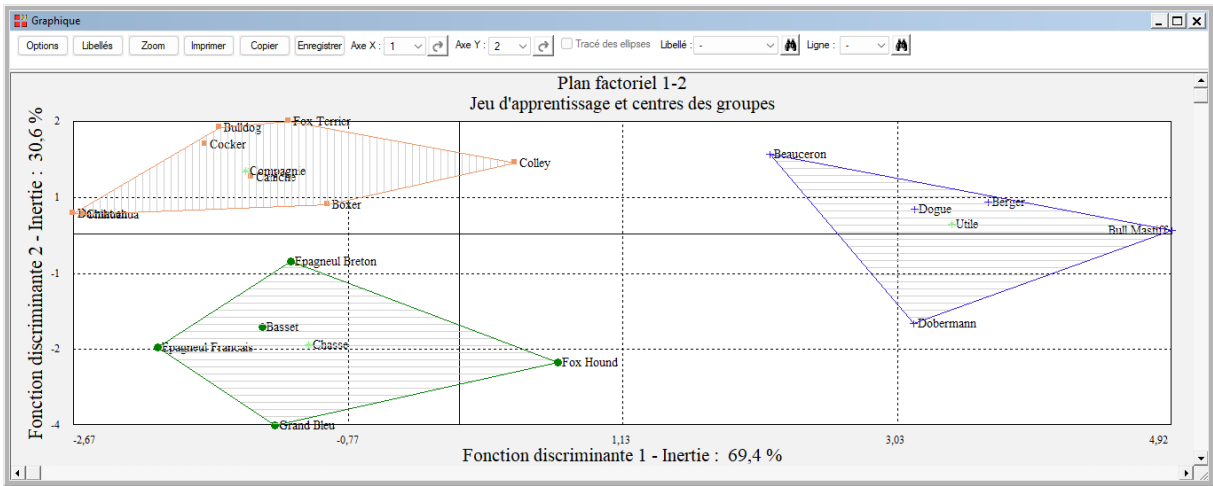 Graphique
Options Libellés Zoom Imprimer Copier Enregistrer Axe X : 1 Axe Y : 2 Tracé des ellipses Libellé : - Ligne : -
Plan factoriel 1-2
Jeu d'apprentissage et centres des groupes
Fonction discriminante 2 - Inertie : 30,6 %
2
1
-1
-2
-4
Bulldog
Fox Terrier
Cocker
Colley
Compagnie
Caniche
Boxer
Chihuahua
Beauceron
Berger
Dogue
Utile
Bull Mastiff
Dobermann
Epagneul Breton
Basset
Chasse
Epagneul Francais
Fox Hound
Grand Bleu
-2,67 -0,77 1,13 3,03 4,92
Fonction discriminante 1 - Inertie : 69,4 %